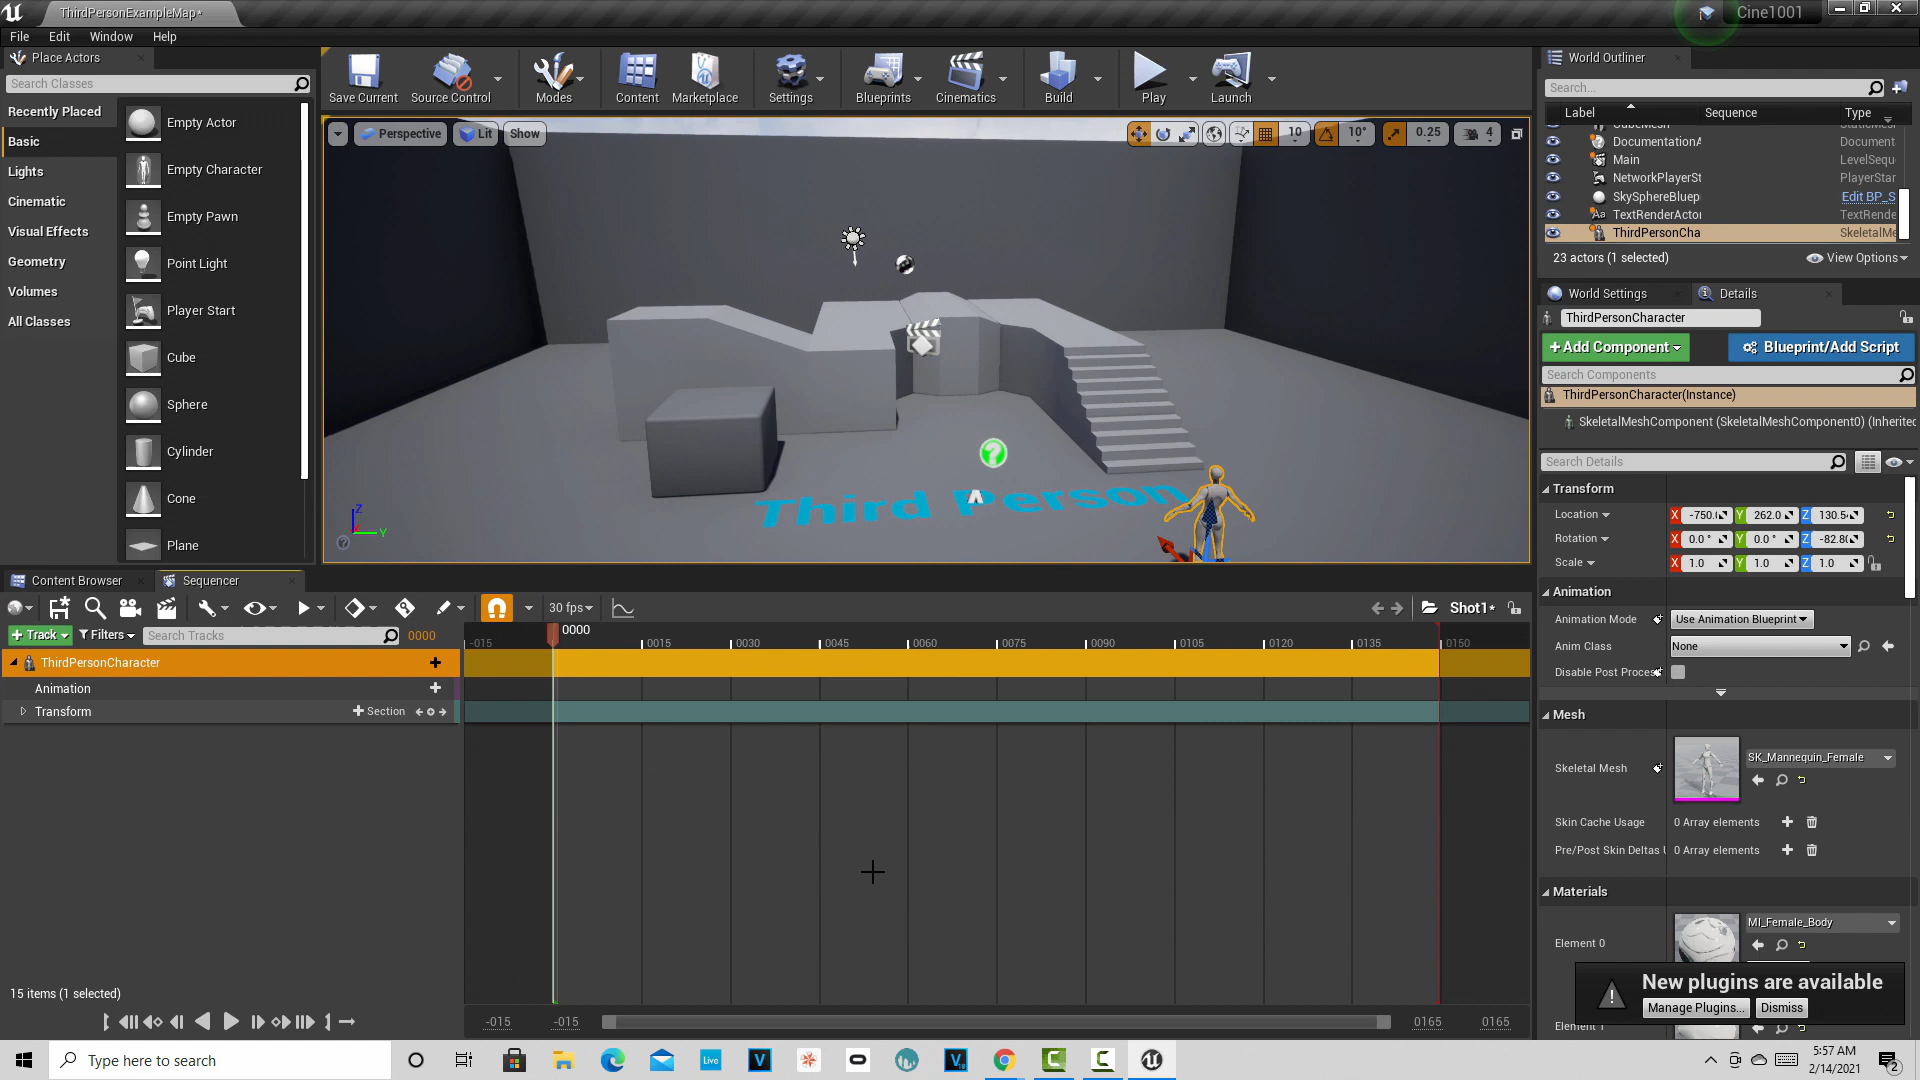 ThirdPersonExampleMap*
Cine1001
File Edit Window Help
Place Actors
Search Classes
Recently Placed
Basic
Lights
Cinematic
Visual Effects
Geometry
Volumes
All Classes
Empty Actor
Empty Character
Empty Pawn
Point Light
Player Start
Cube
Sphere
Cylinder
Cone
Plane
Save Current
Source Control
Modes
Content
Marketplace
Settings
Blueprints
Cinematics
Build
Play
Launch
Perspective Lit Show
10 10° 0.25 4
Third Person
Z
Y
World Outliner
Search...
Label Sequence Type
DocumentationA Document
Main LevelSequ
NetworkPlayerSt PlayerStar
SkySphereBluep Edit BP_S
TextRenderActor TextRende
ThirdPersonCha SkeletalMe
23 actors (1 selected) View Options
World Settings Details
ThirdPersonCharacter
+Add Component Blueprint/Add Script
Search Components
ThirdPersonCharacter(Instance)
SkeletalMeshComponent (SkeletalMeshComponent0) (Inherited
Search Details
Transform
Location X -750.( Y 262.0 Z 130.5
Rotation X 0.0 ° Y 0.0 ° Z -82.8
Scale X 1.0 Y 1.0 Z 1.0
Animation
Animation Mode Use Animation Blueprint
Anim Class None
Disable Post Process
Mesh
Skeletal Mesh SK_Mannequin_Female
Skin Cache Usage 0 Array elements
Pre/Post Skin Deltas U 0 Array elements
Materials
Element 0 MI_Female_Body
New plugins are available
Manage Plugins... Dismiss
Element 1
Content Browser Sequencer
30 fps
Shot1*
+ Track Filters Search Tracks 0000
0000
-015 0015 0030 0045 0060 0075 0090 0105 0120 0135 0150
ThirdPersonCharacter
Animation
Transform + Section
15 items (1 selected)
-015 -015 0165 0165
Type here to search
Live
V
V
C
C
5:57 AM
2/14/2021
2